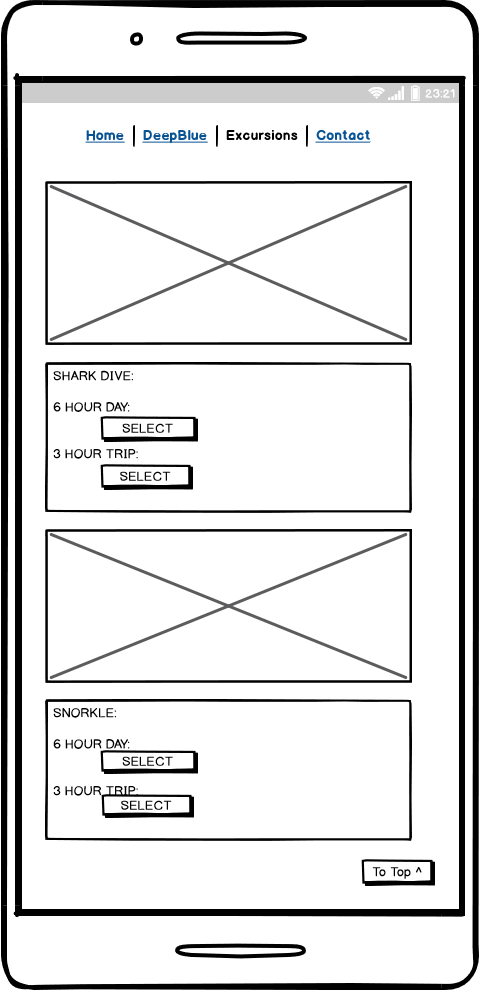 23:21
Home DeepBlue Excursions Contact
SHARK DIVE:
6 HOUR DAY:
SELECT
3 HOUR TRIP:
SELECT
SNORKLE:
6 HOUR DAY:
SELECT
3 HOUR TRIP:
SELECT
To Top ^